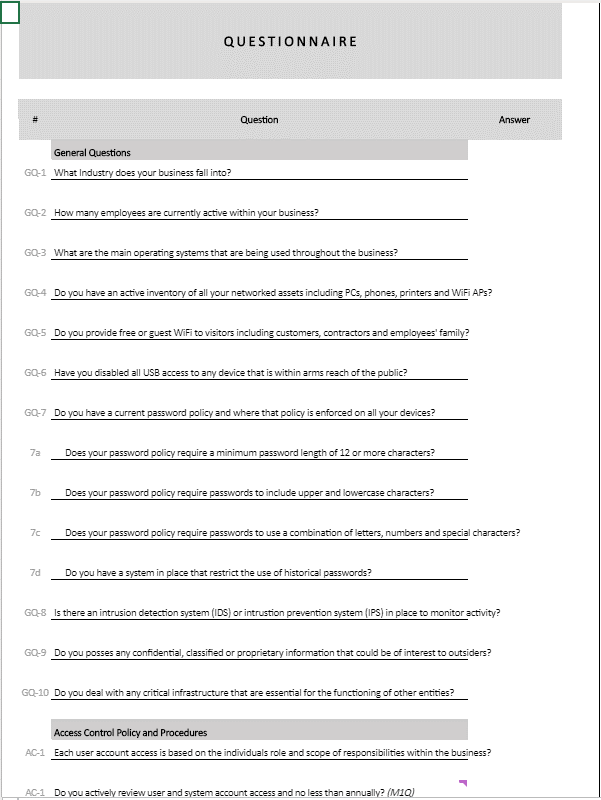 QUESTIONNAIRE
# Question Answer
General Questions
GQ-1 What Industry does your business fall into?
GQ-2 How many employees are currently active within your business?
GQ-3 What are the main operating systems that are being used throughout the business?
GQ-4 Do you have an active inventory of all your networked assets including PCs, phones, printers and WiFi APs?
GQ-5 Do you provide free or guest WiFi to visitors including customers, contractors and employees' family?
GQ-6 Have you disabled all USB access to any device that is within arms reach of the public?
GQ-7 Do you have a current password policy and where that policy is enforced on all your devices?
7a Does your password policy require a minimum password length of 12 or more characters?
7b Does your password policy require passwords to include upper and lowercase characters?
7c Does your password policy require passwords to use a combination of letters, numbers and special characters?
7d Do you have a system in place that restrict the use of historical passwords?
GQ-8 Is there an intrusion detection system (IDS) or intrustion prevention system (IPS) in place to monitor activity?
GQ-9 Do you posses any confidential, classified or proprietary information that could be of interest to outsiders?
GQ-10 Do you deal with any critical infrastructure that are essential for the functioning of other entities?
Access Control Policy and Procedures
AC-1 Each user account access is based on the individuals role and scope of responsibilities within the business?
AC-1 Do you actively review user and system account access and no less than annually? (M1Q)